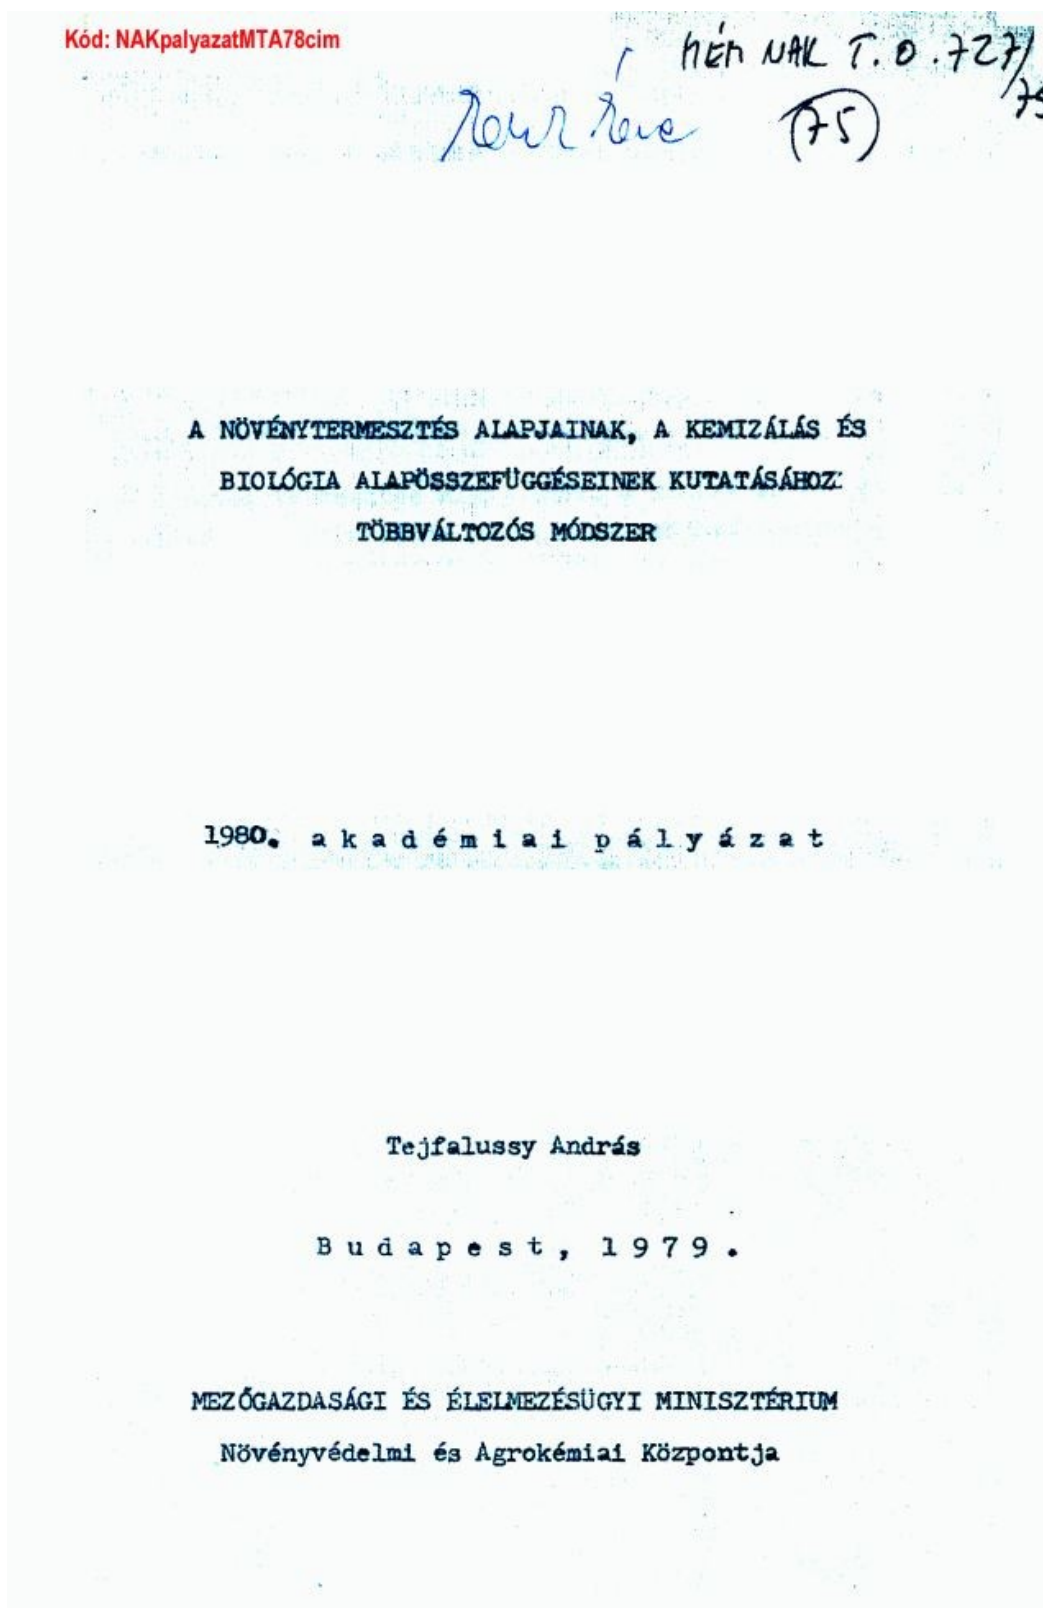 Kód: NAKpalyazatMTA78cim
MÉM NAK T.O. 727/
(75)
A NÖVÉNYTERMESZTÉS ALAPJAINAK, A KEMIZÁLÁS ÉS
BIOLÓGIA ALAPÖSSZEFÜGGÉSEINEK KUTATÁSÁHOZ:
TÖBBVÁLTOZÓS MÓDSZER
1980. akadémiai pályázat
Tejfalussy András
Budapest, 1979.
MEZŐGAZDASÁGI ÉS ÉLELMEZÉSÜGYI MINISZTÉRIUM
Növényvédelmi és Agrokémiai Központja